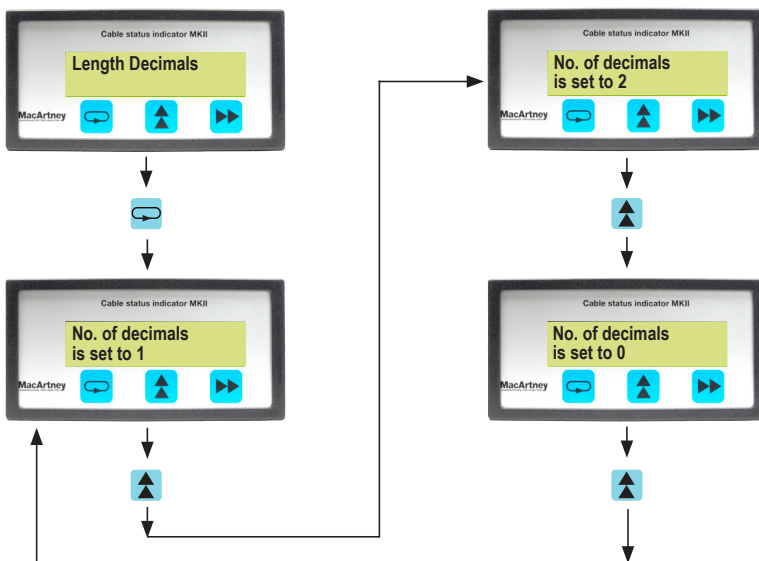 Cable status indicator MKII
Length Decimals
MacArtney
Cable status indicator MKII
No. of decimals
is set to 1
MacArtney
Cable status indicator MKII
No. of decimals
is set to 2
MacArtney
Cable status indicator MKII
No. of decimals
is set to 0
MacArtney